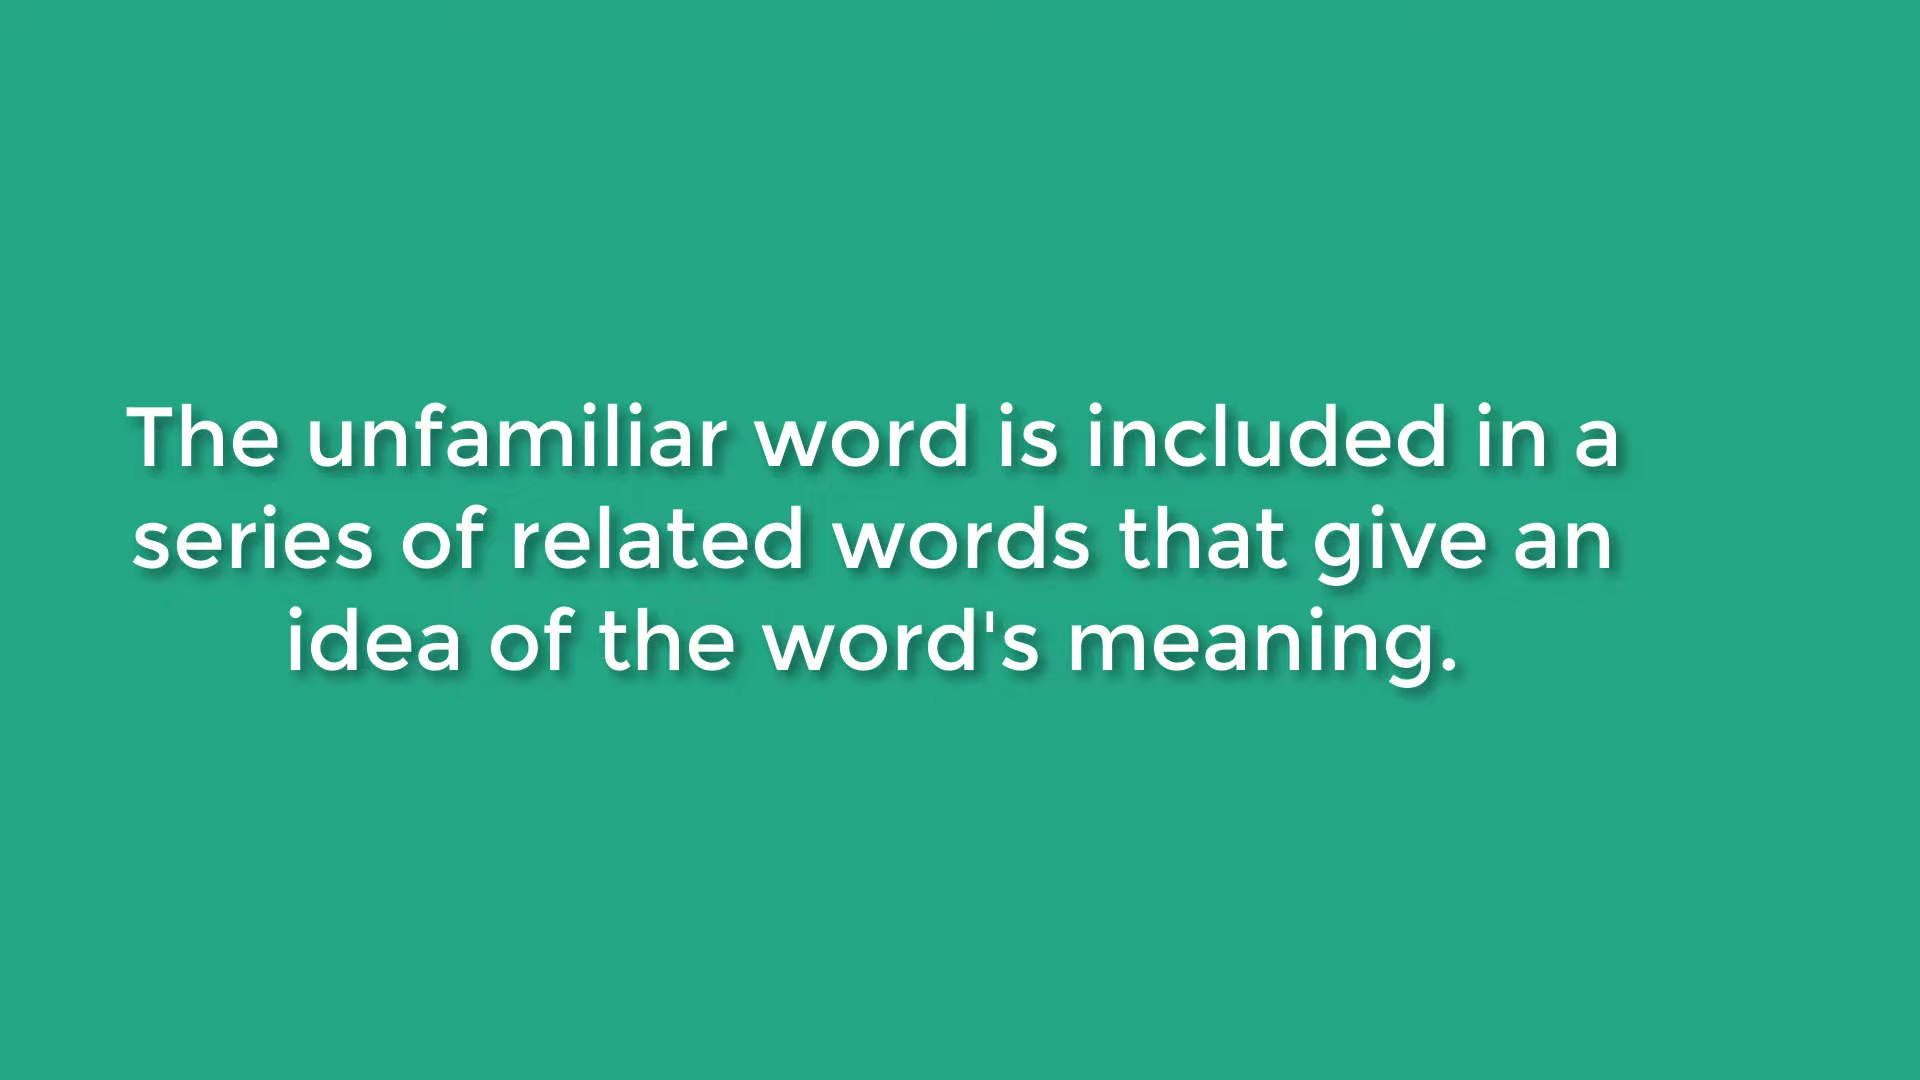 The unfamiliar word is included in a
series of related words that give an
idea of the word's meaning.